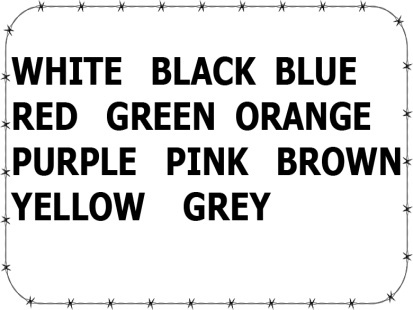 WHITE BLACK BLUE
RED GREEN ORANGE
PURPLE PINK BROWN
YELLOW GREY